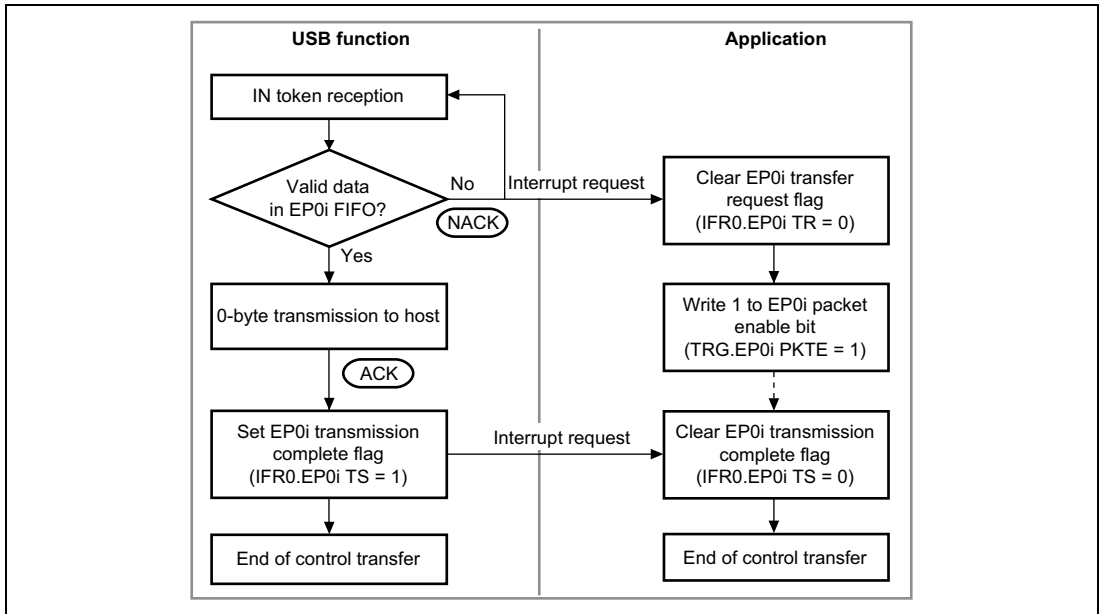 USB function
Application
IN token reception
Valid data
in EP0i FIFO?
No
NACK
Interrupt request
Clear EP0i transfer
request flag
(IFR0.EP0i TR = 0)
Yes
0-byte transmission to host
Write 1 to EP0i packet
enable bit
(TRG.EP0i PKTE = 1)
ACK
Set EP0i transmission
complete flag
(IFR0.EP0i TS = 1)
Interrupt request
Clear EP0i transmission
complete flag
(IFR0.EP0i TS = 0)
End of control transfer
End of control transfer